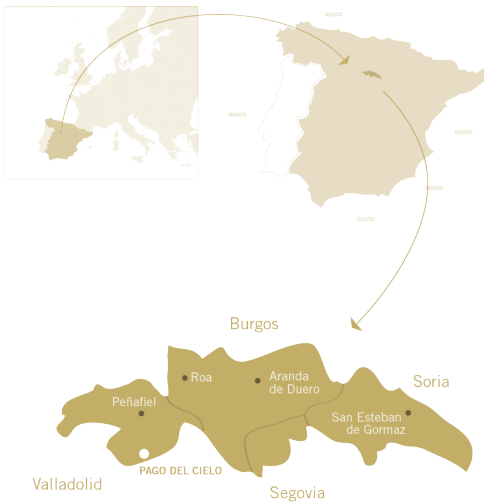 Burgos
Roa
Aranda
de Duero
Soria
Peñafiel
San Esteban
de Gormaz
PAGO DEL CIELO
Valladolid
Segovia